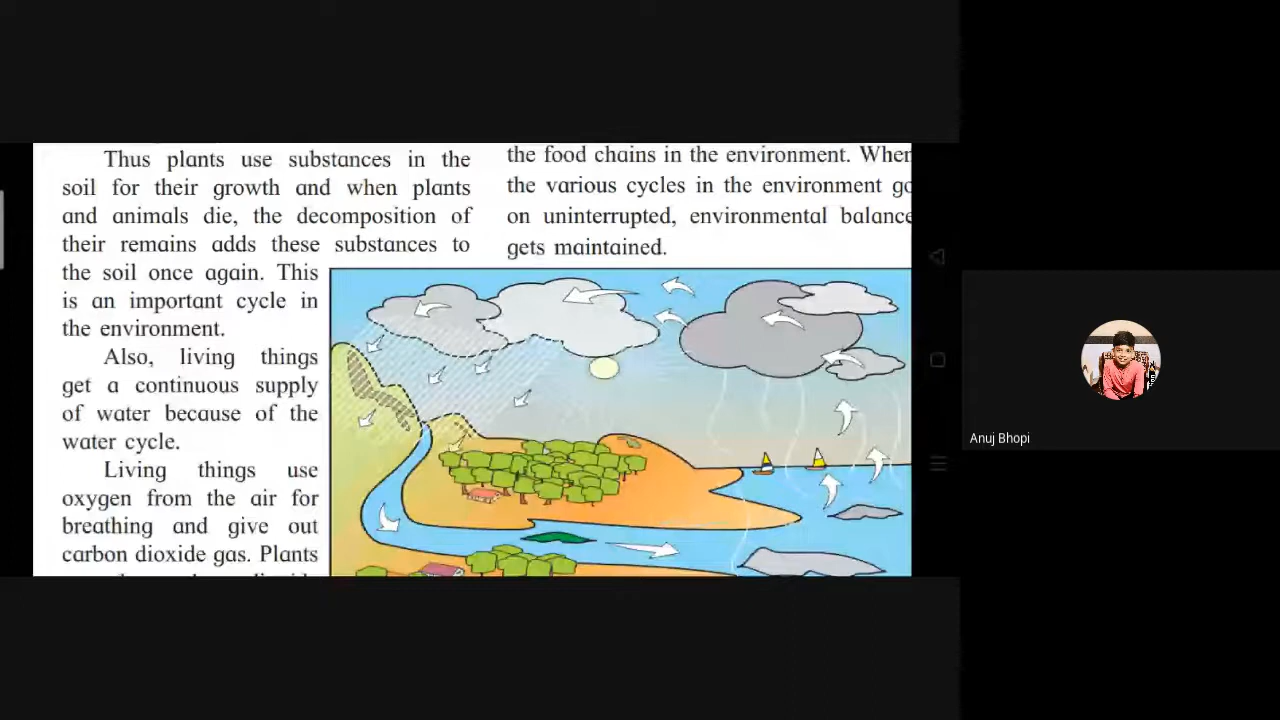 Thus plants use substances in the
soil for their growth and when plants
and animals die, the decomposition of
their remains adds these substances to
the soil once again. This
is an important cycle in
the environment.
Also, living things
get a continuous supply
of water because of the
water cycle.
Living things use
oxygen from the air for
breathing and give out
carbon dioxide gas. Plants
the food chains in the environment. When
the various cycles in the environment go
on uninterrupted, environmental balance
gets maintained.
Anuj Bhopi